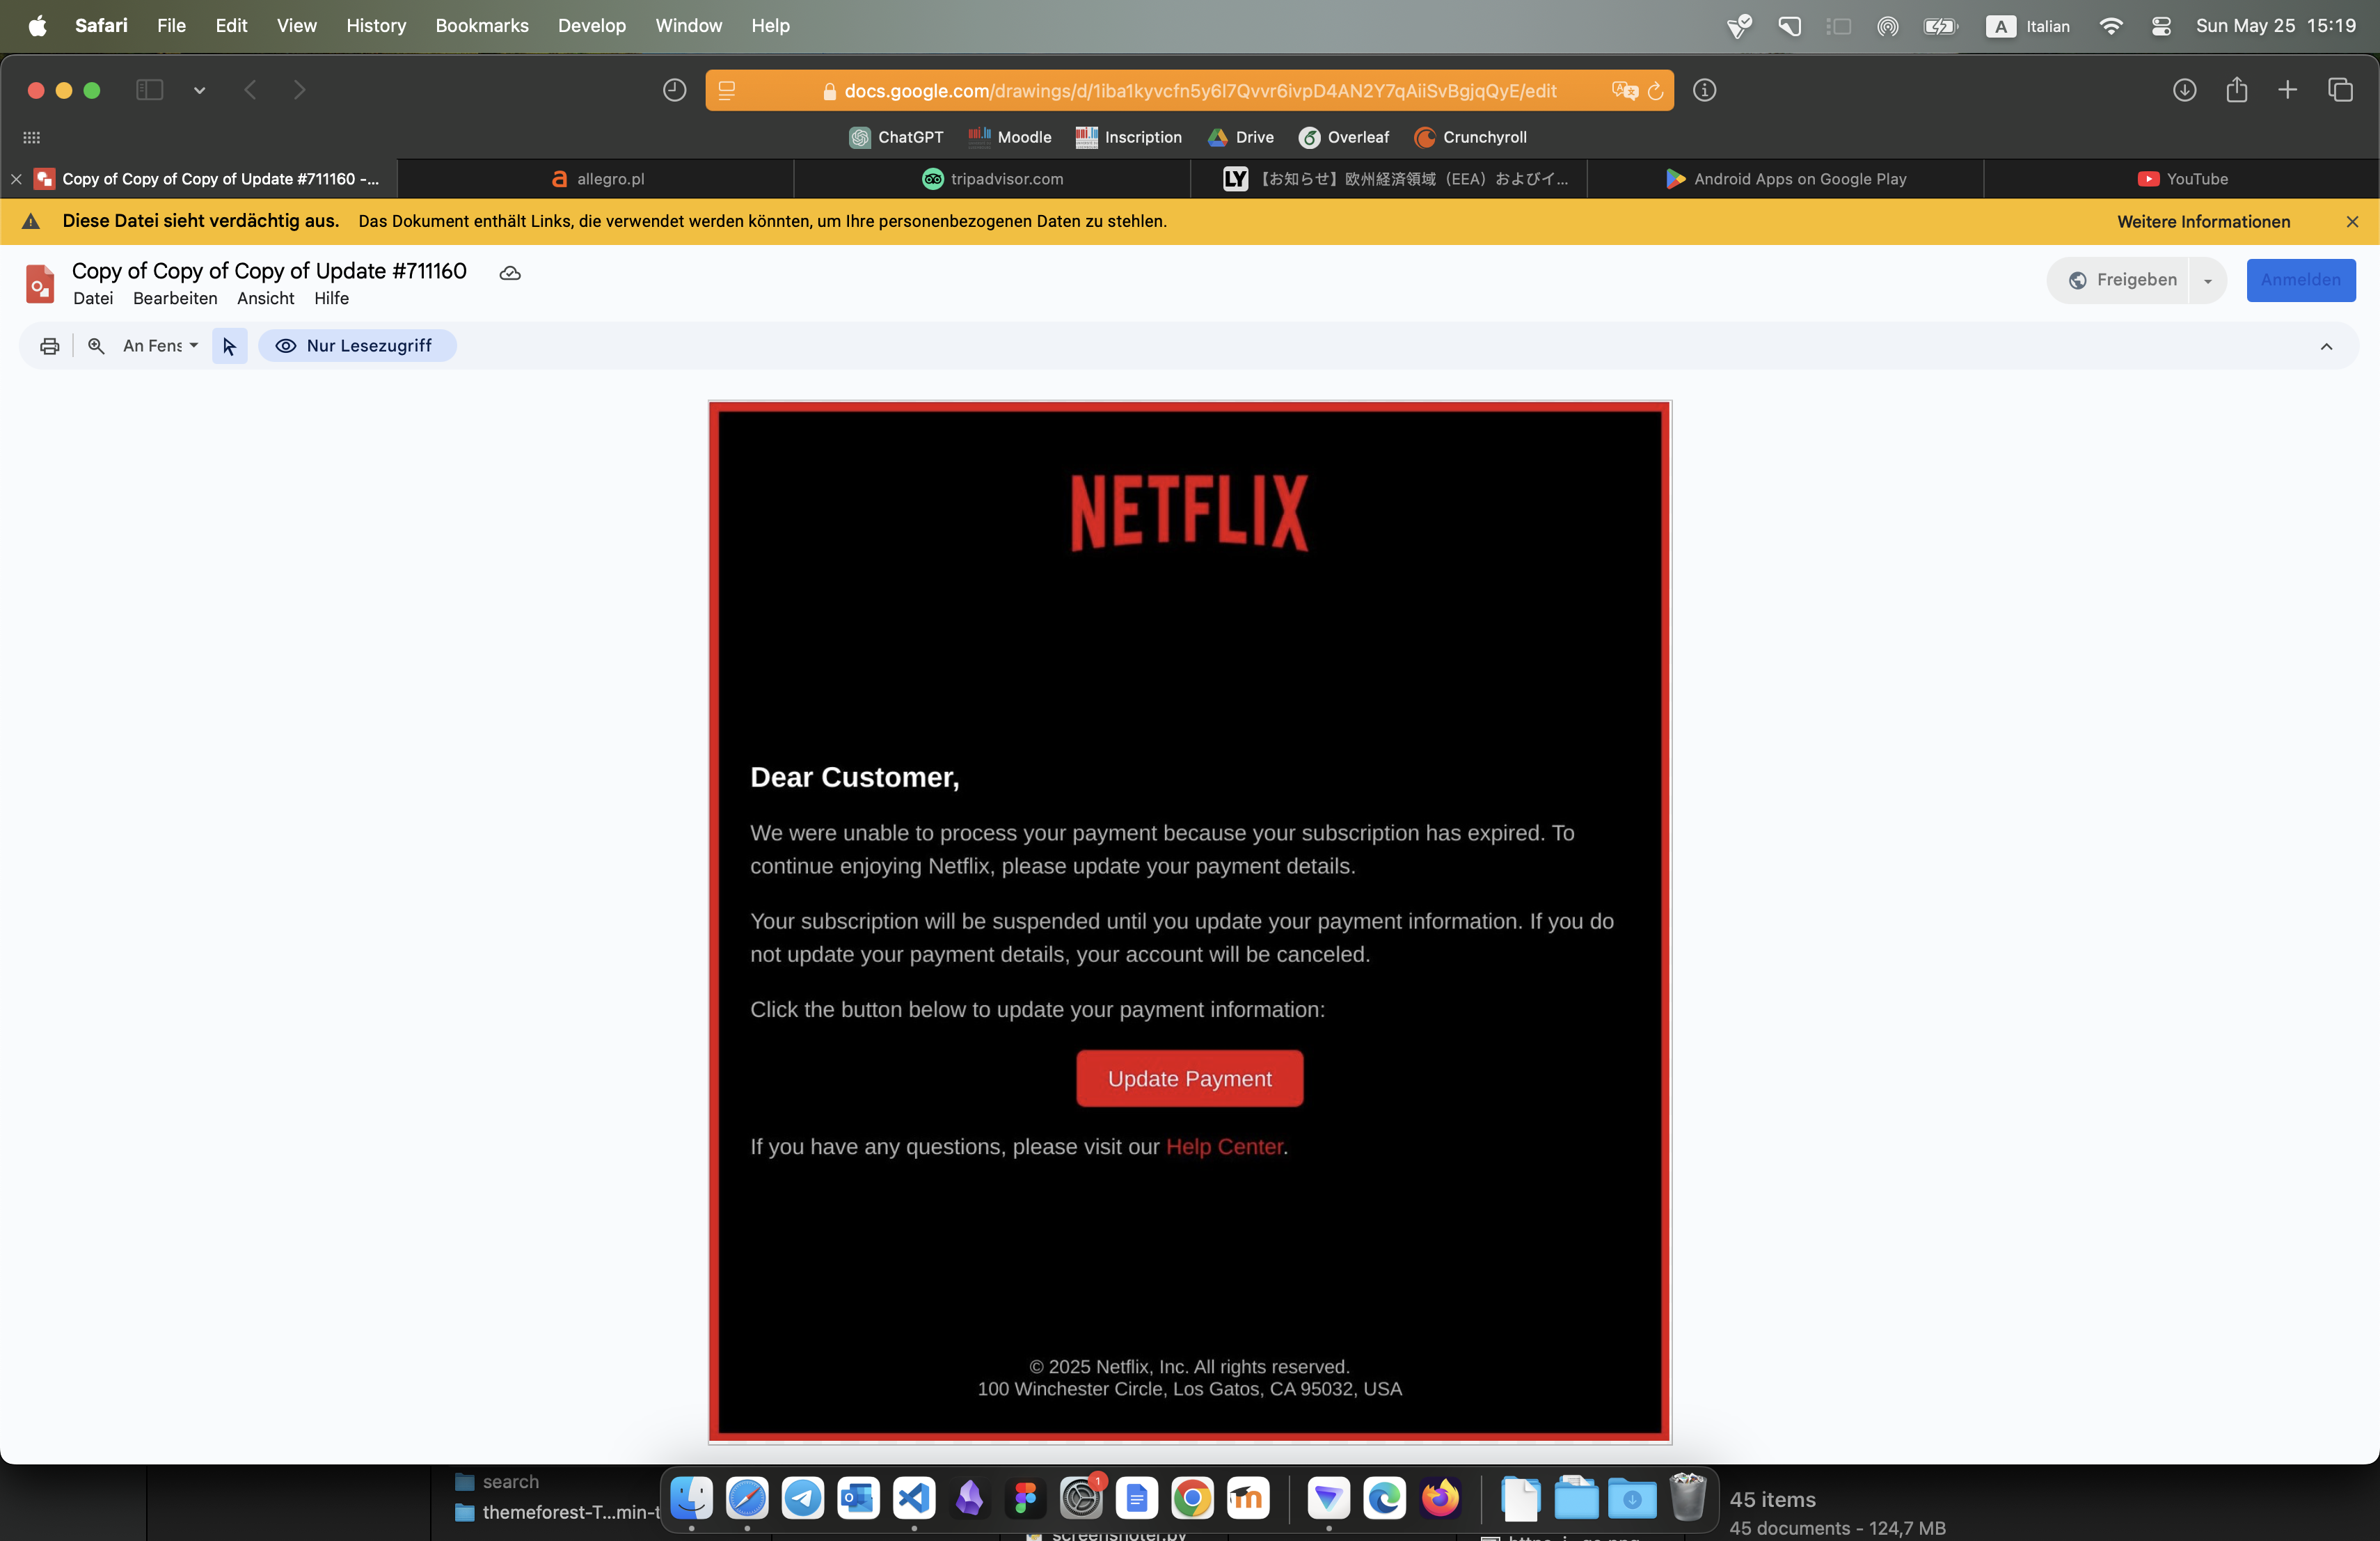 Safari File Edit View History Bookmarks Develop Window Help
A Italian Sun May 25 15:19
docs.google.com/drawings/d/1iba1kyvcfn5y6l7Qvvr6ivpD4AN2Y7qAiiSvBgjqQyE/edit
ChatGPT Moodle Inscription Drive Overleaf Crunchyroll
Copy of Copy of Copy of Update #711160 -...
allegro.pl
tripadvisor.com
LY 【お知らせ】欧州経済領域（EEA）およびイ...
Android Apps on Google Play
YouTube
Diese Datei sieht verdächtig aus. Das Dokument enthält Links, die verwendet werden könnten, um Ihre personenbezogenen Daten zu stehlen.
Weitere Informationen
Copy of Copy of Copy of Update #711160
Datei Bearbeiten Ansicht Hilfe
Freigeben
Anmelden
An Fens
Nur Lesezugriff
NETFLIX
Dear Customer,
We were unable to process your payment because your subscription has expired. To
continue enjoying Netflix, please update your payment details.
Your subscription will be suspended until you update your payment information. If you do
not update your payment details, your account will be canceled.
Click the button below to update your payment information:
Update Payment
If you have any questions, please visit our Help Center.
© 2025 Netflix, Inc. All rights reserved.
100 Winchester Circle, Los Gatos, CA 95032, USA
search
themeforest-T...min-t
1
45 items
45 documents - 124,7 MB